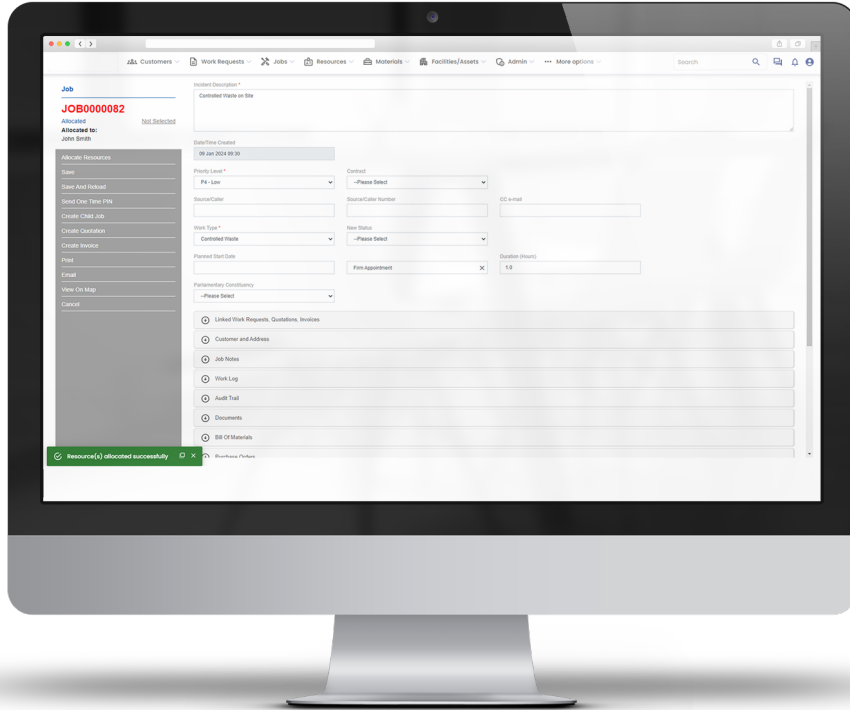 Customers Work Requests Jobs Resources Materials Facilities/Assets Admin More options Search
Job
JOB0000082
Allocated Not Selected
Allocated to:
John Smith
Allocate Resources
Save
Save And Reload
Send One Time PIN
Create Child Job
Create Quotation
Create Invoice
Print
Email
View On Map
Cancel
Incident Description *
Controlled Waste on Site
Date/Time Created
09 Jan 2024 09:30
Priority Level * Contract
P4 - Low --Please Select
Source/Caller Source/Caller Number CC e-mail
Work Type * New Status
Controlled Waste --Please Select
Planned Start Date Duration (Hours)
Firm Appointment 1.0
Parliamentary Constituency
--Please Select
Linked Work Requests, Quotations, Invoices
Customer and Address
Job Notes
Work Log
Audit Trail
Documents
Bill Of Materials
Purchase Orders
Resource(s) allocated successfully